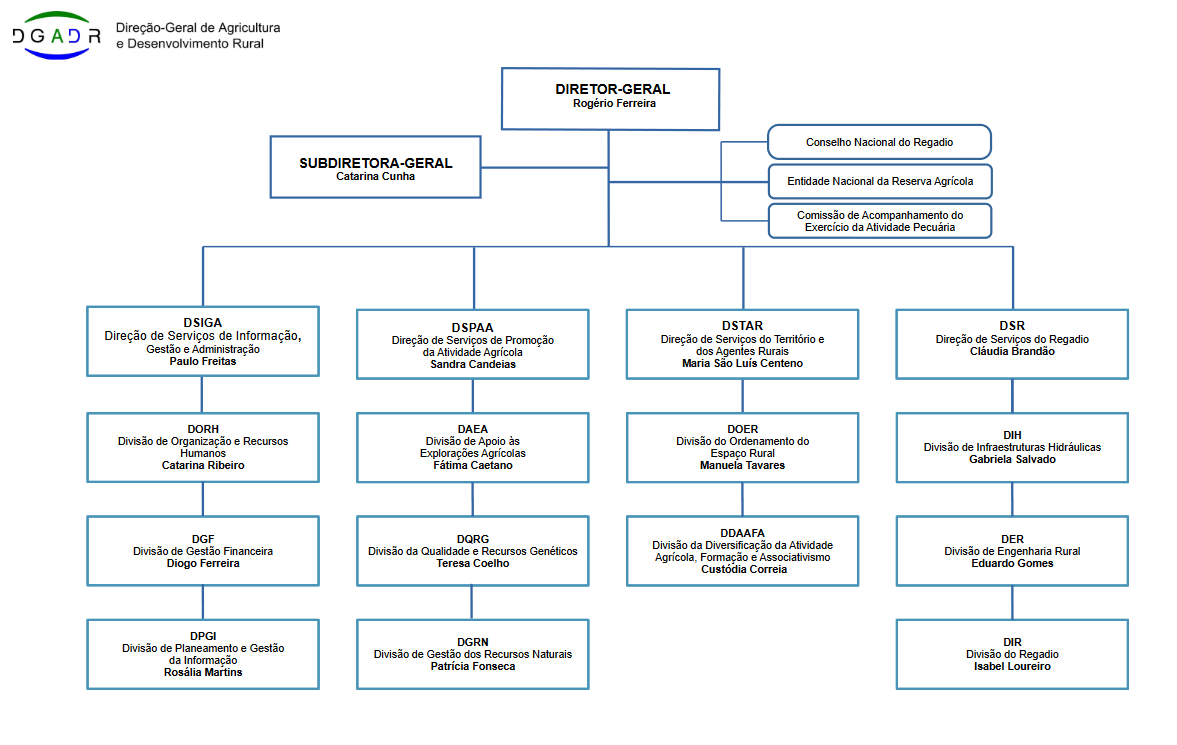 DGADR
Direção-Geral de Agricultura
e Desenvolvimento Rural
DIRETOR-GERAL
Rogério Ferreira
SUBDIRETORA-GERAL
Catarina Cunha
Conselho Nacional do Regadio
Entidade Nacional da Reserva Agrícola
Comissão de Acompanhamento do
Exercício da Atividade Pecuária
DSIGA
Direção de Serviços de Informação,
Gestão e Administração
Paulo Freitas
DORH
Divisão de Organização e Recursos
Humanos
Catarina Ribeiro
DGF
Divisão de Gestão Financeira
Diogo Ferreira
DPGI
Divisão de Planeamento e Gestão
da Informação
Rosália Martins
DSPAA
Direção de Serviços de Promoção
da Atividade Agrícola
Sandra Candeias
DAEA
Divisão de Apoio às
Explorações Agrícolas
Fátima Caetano
DQRG
Divisão da Qualidade e Recursos Genéticos
Teresa Coelho
DGRN
Divisão de Gestão dos Recursos Naturais
Patrícia Fonseca
DSTAR
Direção de Serviços do Território e
dos Agentes Rurais
Maria São Luís Centeno
DOER
Divisão do Ordenamento do
Espaço Rural
Manuela Tavares
DDAAFA
Divisão da Diversificação da Atividade
Agrícola, Formação e Associativismo
Custódia Correia
DSR
Direção de Serviços do Regadio
Cláudia Brandão
DIH
Divisão de Infraestruturas Hidráulicas
Gabriela Salvado
DER
Divisão de Engenharia Rural
Eduardo Gomes
DIR
Divisão do Regadio
Isabel Loureiro